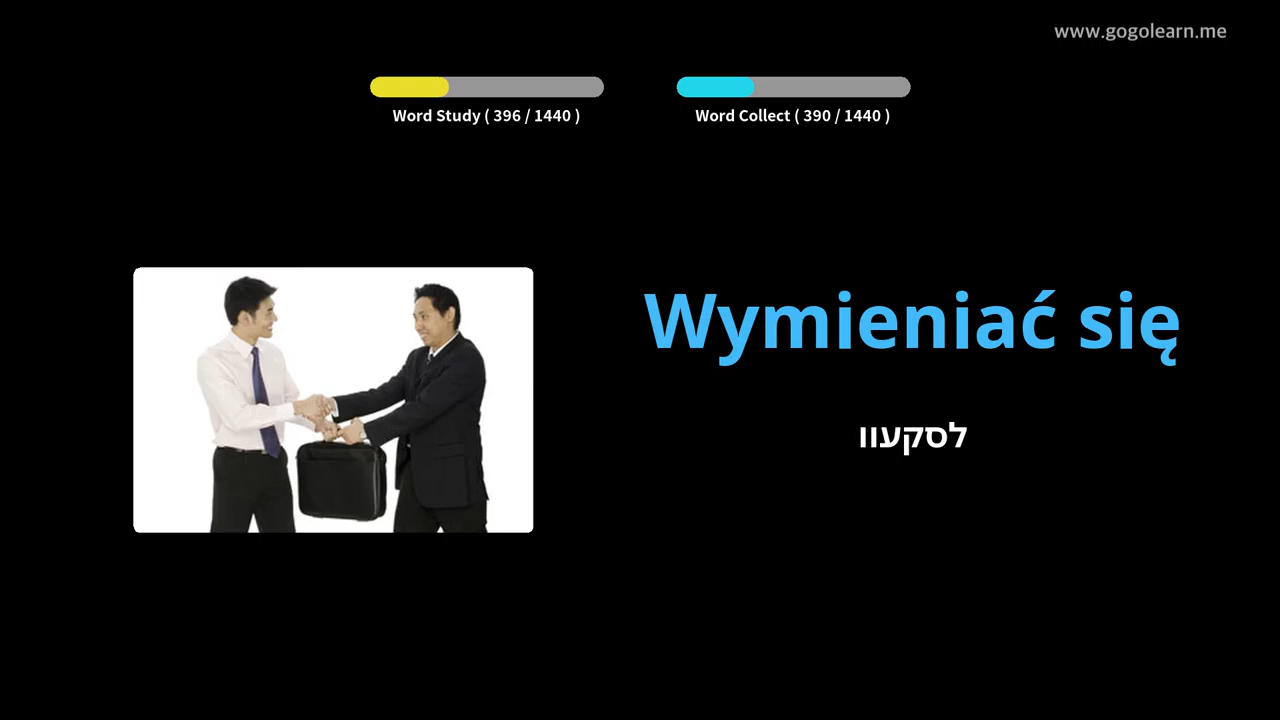 www.gogolearn.me
Word Study ( 396 / 1440 )
Word Collect ( 390 / 1440 )
Wymieniać się
לסקעוו